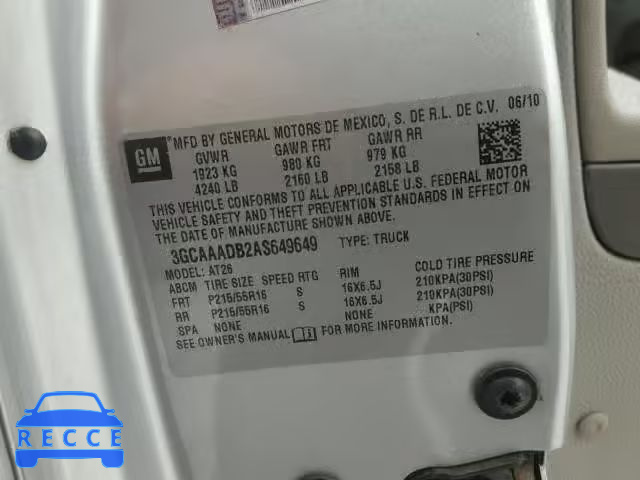 MFD BY GENERAL MOTORS DE MEXICO, S. DE R.L. DE C.V. 06/10
GM
GVWR GAWR FRT GAWR RR
1923 KG 980 KG 979 KG
4240 LB 2160 LB 2158 LB
THIS VEHICLE CONFORMS TO ALL APPLICABLE U.S. FEDERAL MOTOR
VEHICLE SAFETY AND THEFT PREVENTION STANDARDS IN EFFECT ON
THE DATE OF MANUFACTURE SHOWN ABOVE.
3GCAAADB2AS649649 TYPE: TRUCK
MODEL: AT26
ABCM TIRE SIZE SPEED RTG RIM COLD TIRE PRESSURE
FRT P215/55R16 S 16X6.5J 210KPA(30PSI)
RR P215/55R16 S 16X6.5J 210KPA(30PSI)
SPA NONE NONE KPA(PSI)
SEE OWNER'S MANUAL FOR MORE INFORMATION.
RECCE